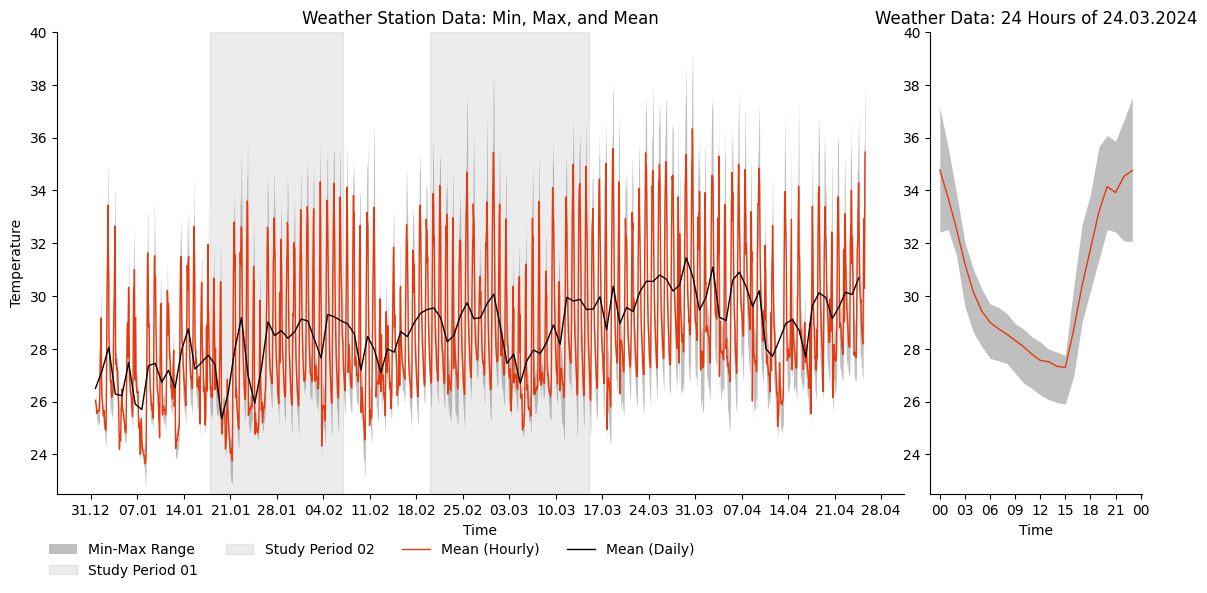 Weather Station Data: Min, Max, and Mean
Weather Data: 24 Hours of 24.03.2024
40
38
36
34
32
30
28
26
24
Temperature
31.12 07.01 14.01 21.01 28.01 04.02 11.02 18.02 25.02 03.03 10.03 17.03 24.03 31.03 07.04 14.04 21.04 28.04
Time
40
38
36
34
32
30
28
26
24
00 03 06 09 12 15 18 21 00
Time
Min-Max Range Study Period 02 Mean (Hourly) Mean (Daily)
Study Period 01